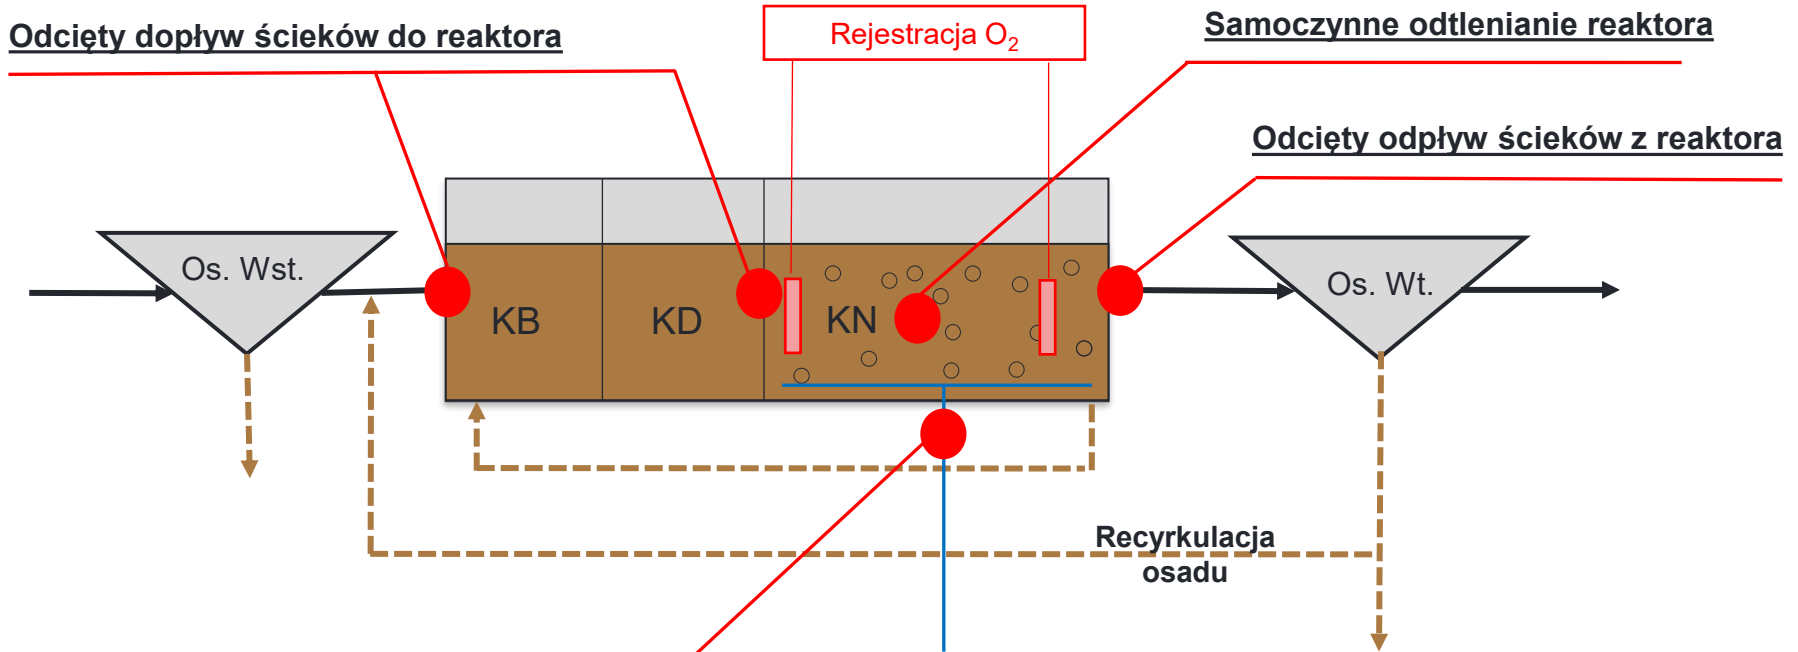 Odcięty dopływ ścieków do reaktora
Rejestracja O₂
Samoczynne odtlenianie reaktora
Odcięty odpływ ścieków z reaktora
Os. Wst.
KB
KD
KN
Os. Wt.
Recyrkulacja
osadu